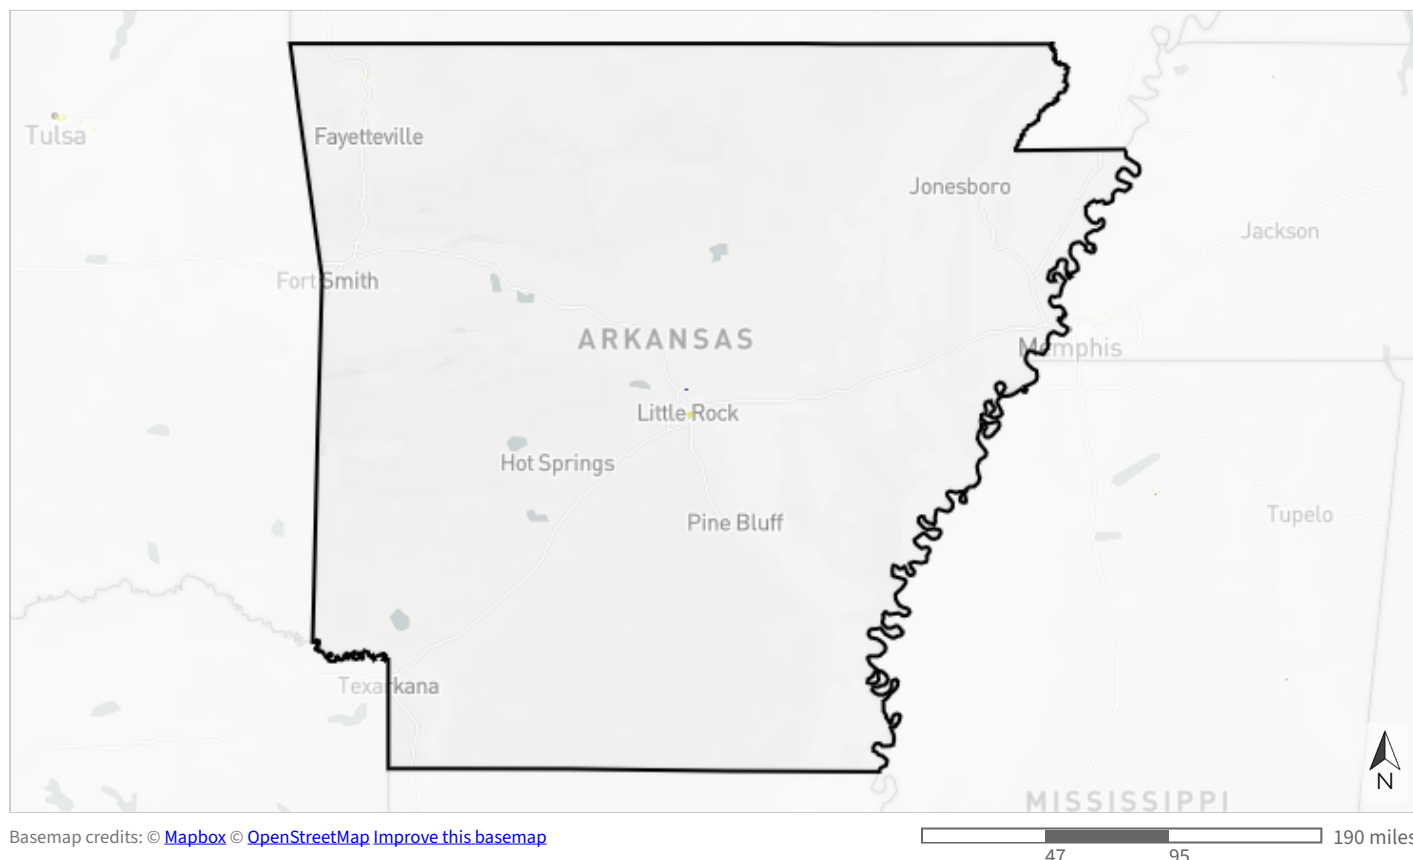 Tulsa
Fayetteville
Jonesboro
Jackson
Fort Smith
ARKANSAS
Memphis
Little Rock
Hot Springs
Pine Bluff
Tupelo
Texarkana
N
MISSISSIPPI
Basemap credits: © Mapbox © OpenStreetMap Improve this basemap
190 miles
47 95